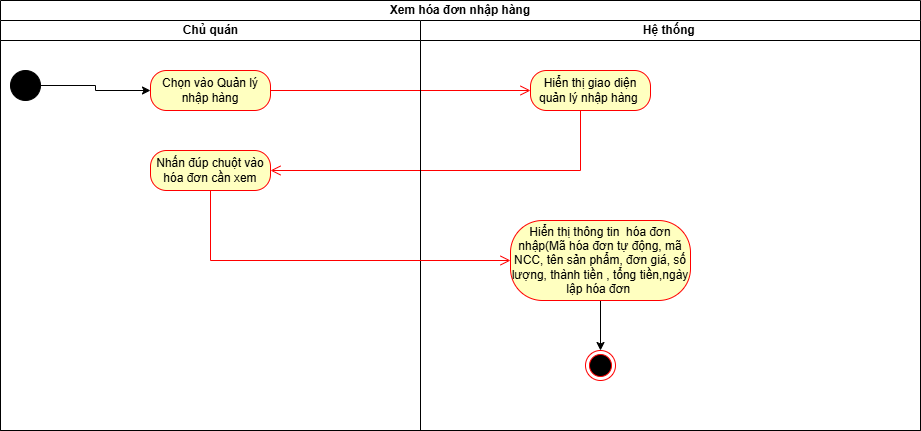 Xem hóa đơn nhập hàng
Chủ quán
Hệ thống
Chọn vào Quản lý
nhập hàng
Hiển thị giao diện
quản lý nhập hàng
Nhấn đúp chuột vào
hóa đơn cần xem
Hiển thị thông tin hóa đơn
nhập(Mã hóa đơn tự động, mã
NCC, tên sản phẩm, đơn giá, số
lượng, thành tiền , tổng tiền,ngày
lập hóa đơn